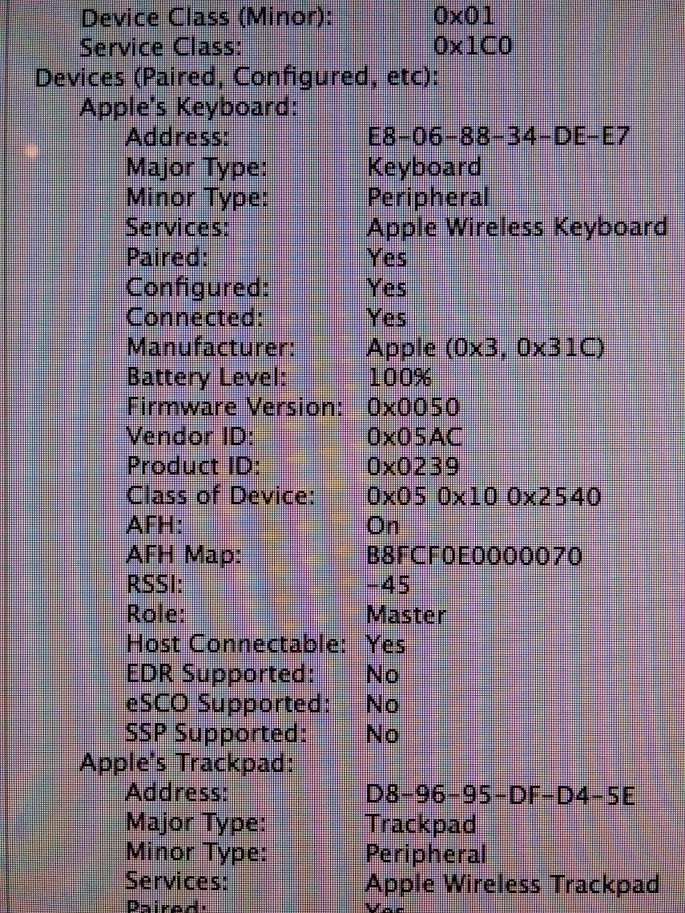 Device Class (Minor): 0x01
Service Class: 0x1C0
Devices (Paired, Configured, etc):
Apple's Keyboard:
Address: E8-06-88-34-DE-E7
Major Type: Keyboard
Minor Type: Peripheral
Services: Apple Wireless Keyboard
Paired: Yes
Configured: Yes
Connected: Yes
Manufacturer: Apple (0x3, 0x31C)
Battery Level: 100%
Firmware Version: 0x0050
Vendor ID: 0x05AC
Product ID: 0x0239
Class of Device: 0x05 0x10 0x2540
AFH: On
AFH Map: B8FCF0E0000070
RSSI: -45
Role: Master
Host Connectable: Yes
EDR Supported: No
eSCO Supported: No
SSP Supported: No
Apple's Trackpad:
Address: D8-96-95-DF-D4-5E
Major Type: Trackpad
Minor Type: Peripheral
Services: Apple Wireless Trackpad
Paired: Yes